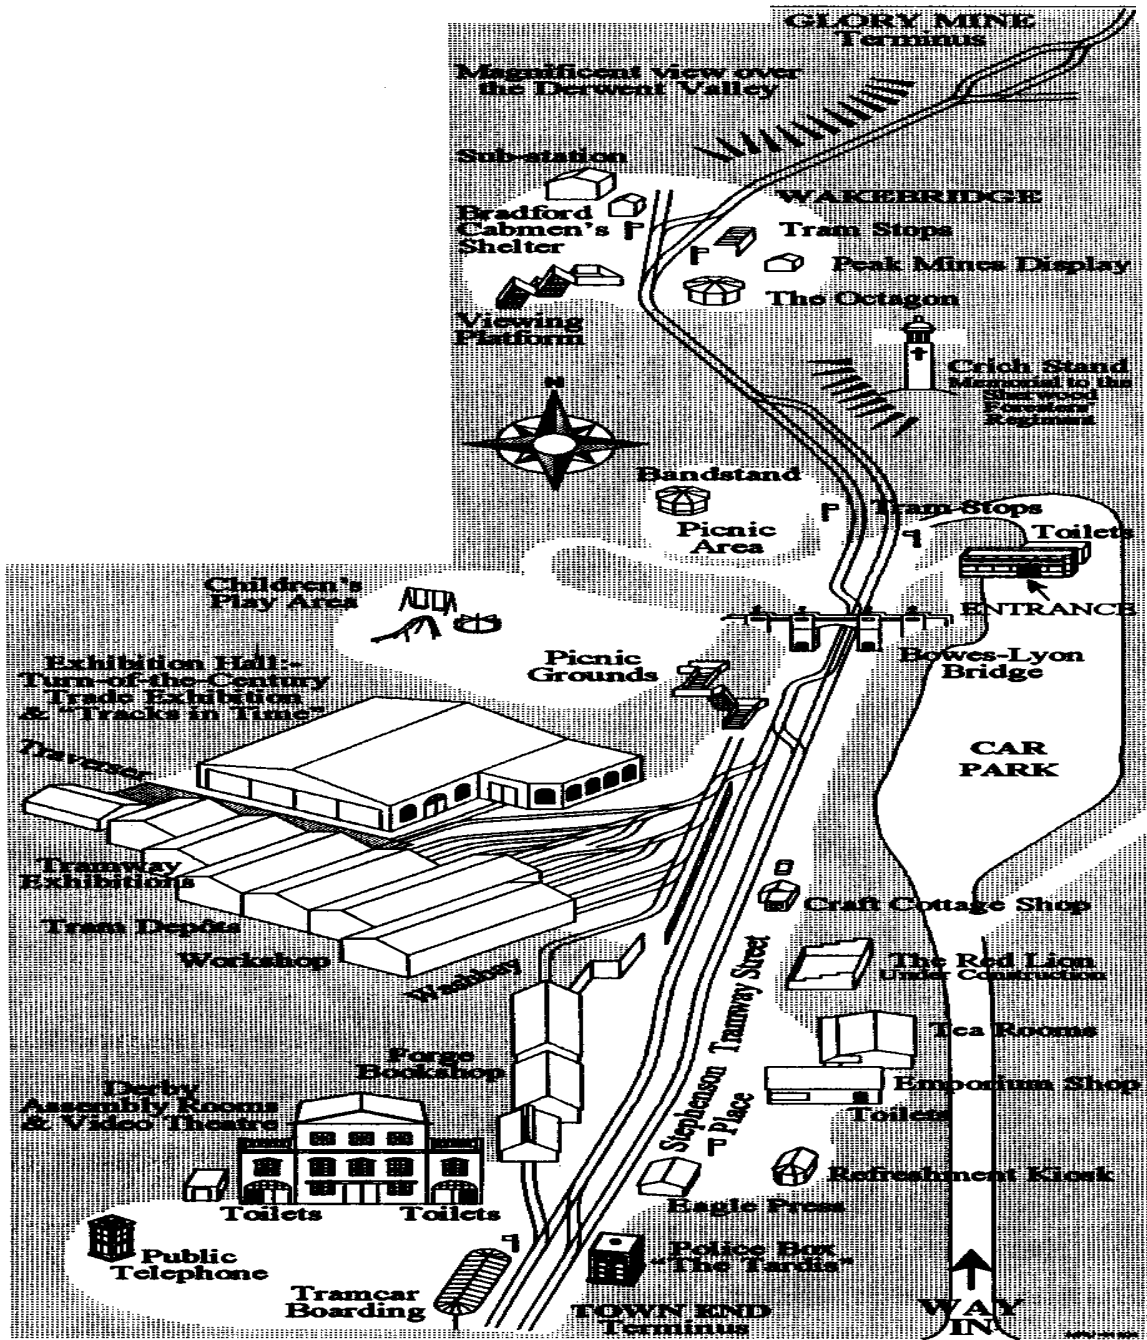 GLORY MINE
Terminus
Magnificent view over
the Derwent Valley
Sub-station
WAKEBRIDGE
Bradford
Cabmen's
Shelter
Tram Stops
Peak Mines Display
The Octagon
Viewing
Platform
Crich Stand
Memorial to the
Sherwood
Foresters
Regiment
N
Bandstand
Picnic
Area
Tram Stops
Toilets
ENTRANCE
Children's
Play Area
Bowes-Lyon
Bridge
Picnic
Grounds
Exhibition Hall:-
Turn-of-the-Century
Trade Exhibition
& "Tracks in Time"
Traverser
CAR
PARK
Tramway
Exhibitions
Tram Depôts
Workshop
Washbay
Craft Cottage Shop
The Red Lion
Under Construction
Stephenson Tramway Street
Place
Tea Rooms
Emporium Shop
Toilets
Forge
Bookshop
Derby
Assembly Rooms
& Video Theatre
Refreshment Kiosk
Eagle Press
Toilets
Toilets
Public
Telephone
Police Box
"The Tardis"
Tramcar
Boarding
TOWN END
Terminus
WAY
IN